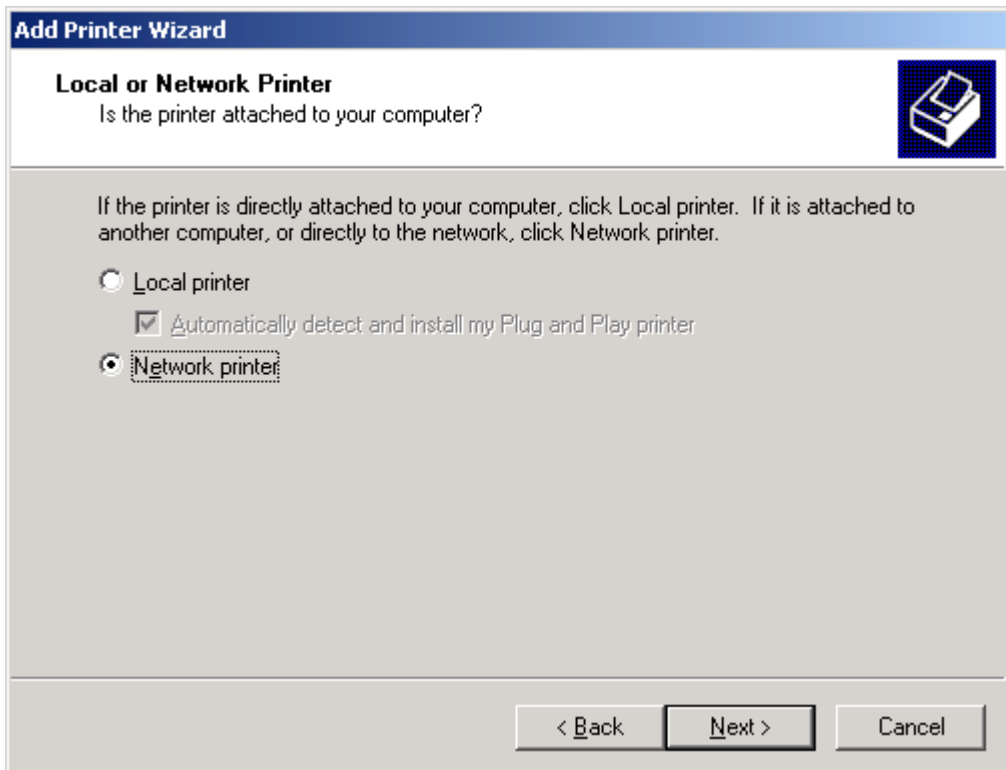 Add Printer Wizard
Local or Network Printer
Is the printer attached to your computer?
If the printer is directly attached to your computer, click Local printer.  If it is attached to
another computer, or directly to the network, click Network printer.
Local printer
Automatically detect and install my Plug and Play printer
Network printer
< Back Next > Cancel